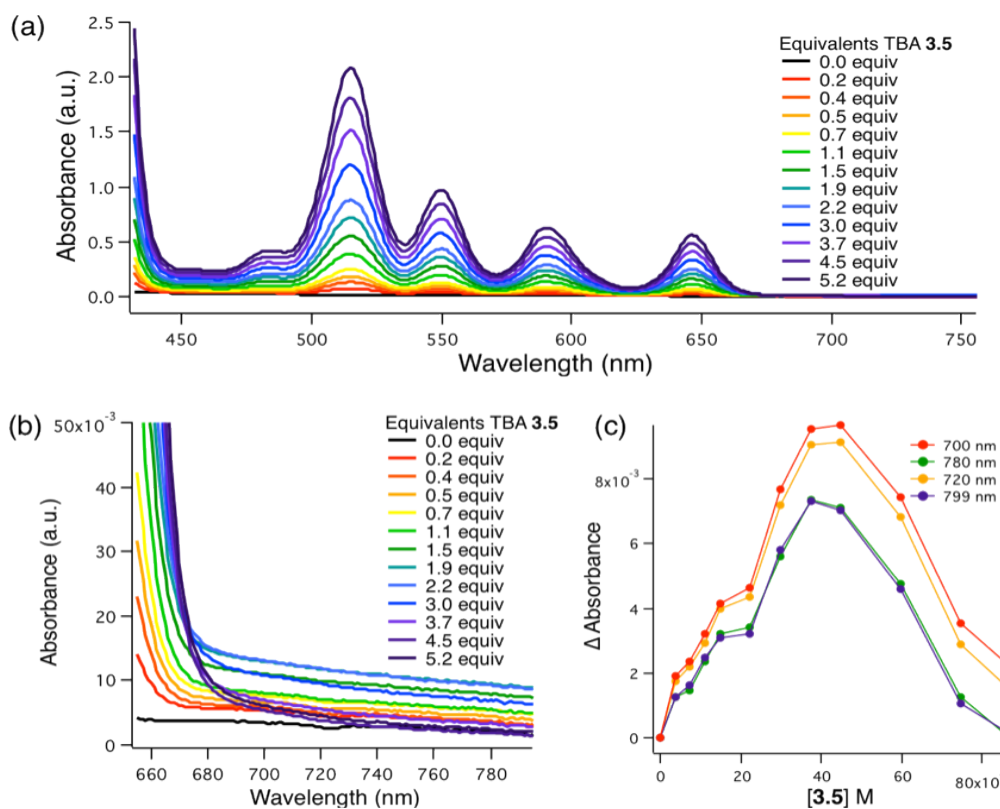 (a)
2.5
2.0
1.5
1.0
0.5
0.0
Absorbance (a.u.)
450 500 550 600 650 700 750
Wavelength (nm)
Equivalents TBA 3.5
0.0 equiv
0.2 equiv
0.4 equiv
0.5 equiv
0.7 equiv
1.1 equiv
1.5 equiv
1.9 equiv
2.2 equiv
3.0 equiv
3.7 equiv
4.5 equiv
5.2 equiv
(b)
50x10⁻³
40
30
20
10
0
Absorbance (a.u.)
660 680 700 720 740 760 780
Wavelength (nm)
Equivalents TBA 3.5
0.0 equiv
0.2 equiv
0.4 equiv
0.5 equiv
0.7 equiv
1.1 equiv
1.5 equiv
1.9 equiv
2.2 equiv
3.0 equiv
3.7 equiv
4.5 equiv
5.2 equiv
(c)
8x10⁻³
6
4
2
0
Δ Absorbance
0 20 40 60 80x10
[3.5] M
700 nm
780 nm
720 nm
799 nm